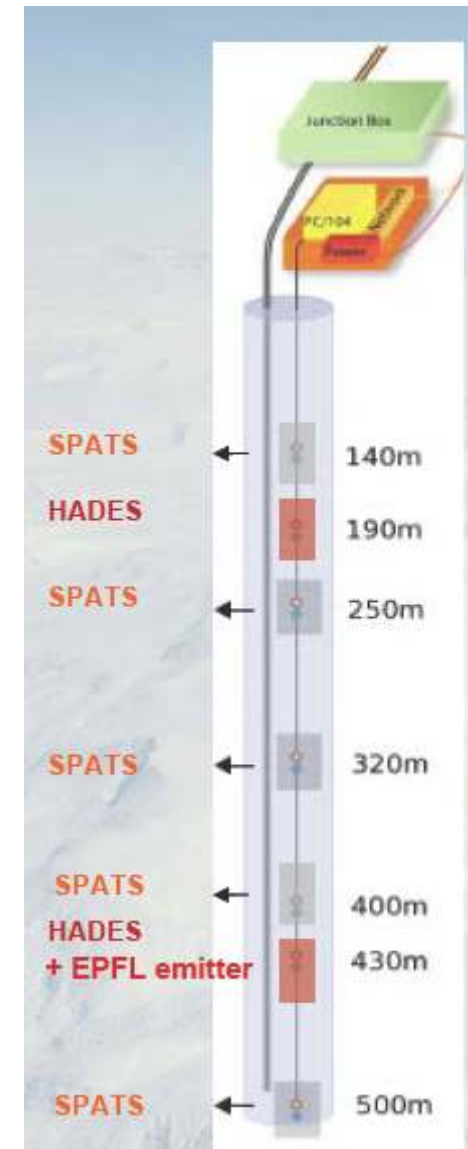 Junction Box
PC/104
Network
Power
SPATS
140m
HADES
190m
SPATS
250m
SPATS
320m
SPATS
400m
HADES
+ EPFL emitter
430m
SPATS
500m